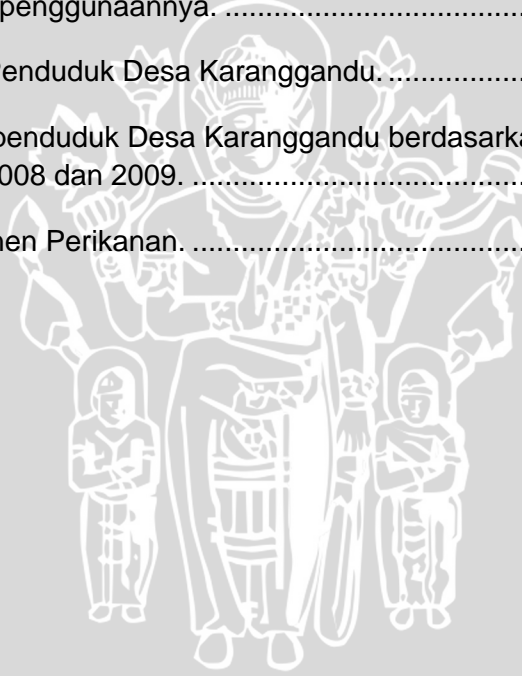 penggunaannya. ........................................
Penduduk Desa Karanggandu. ....................
penduduk Desa Karanggandu berdasarka
008 dan 2009. ...........................................
nen Perikanan. ...........................................